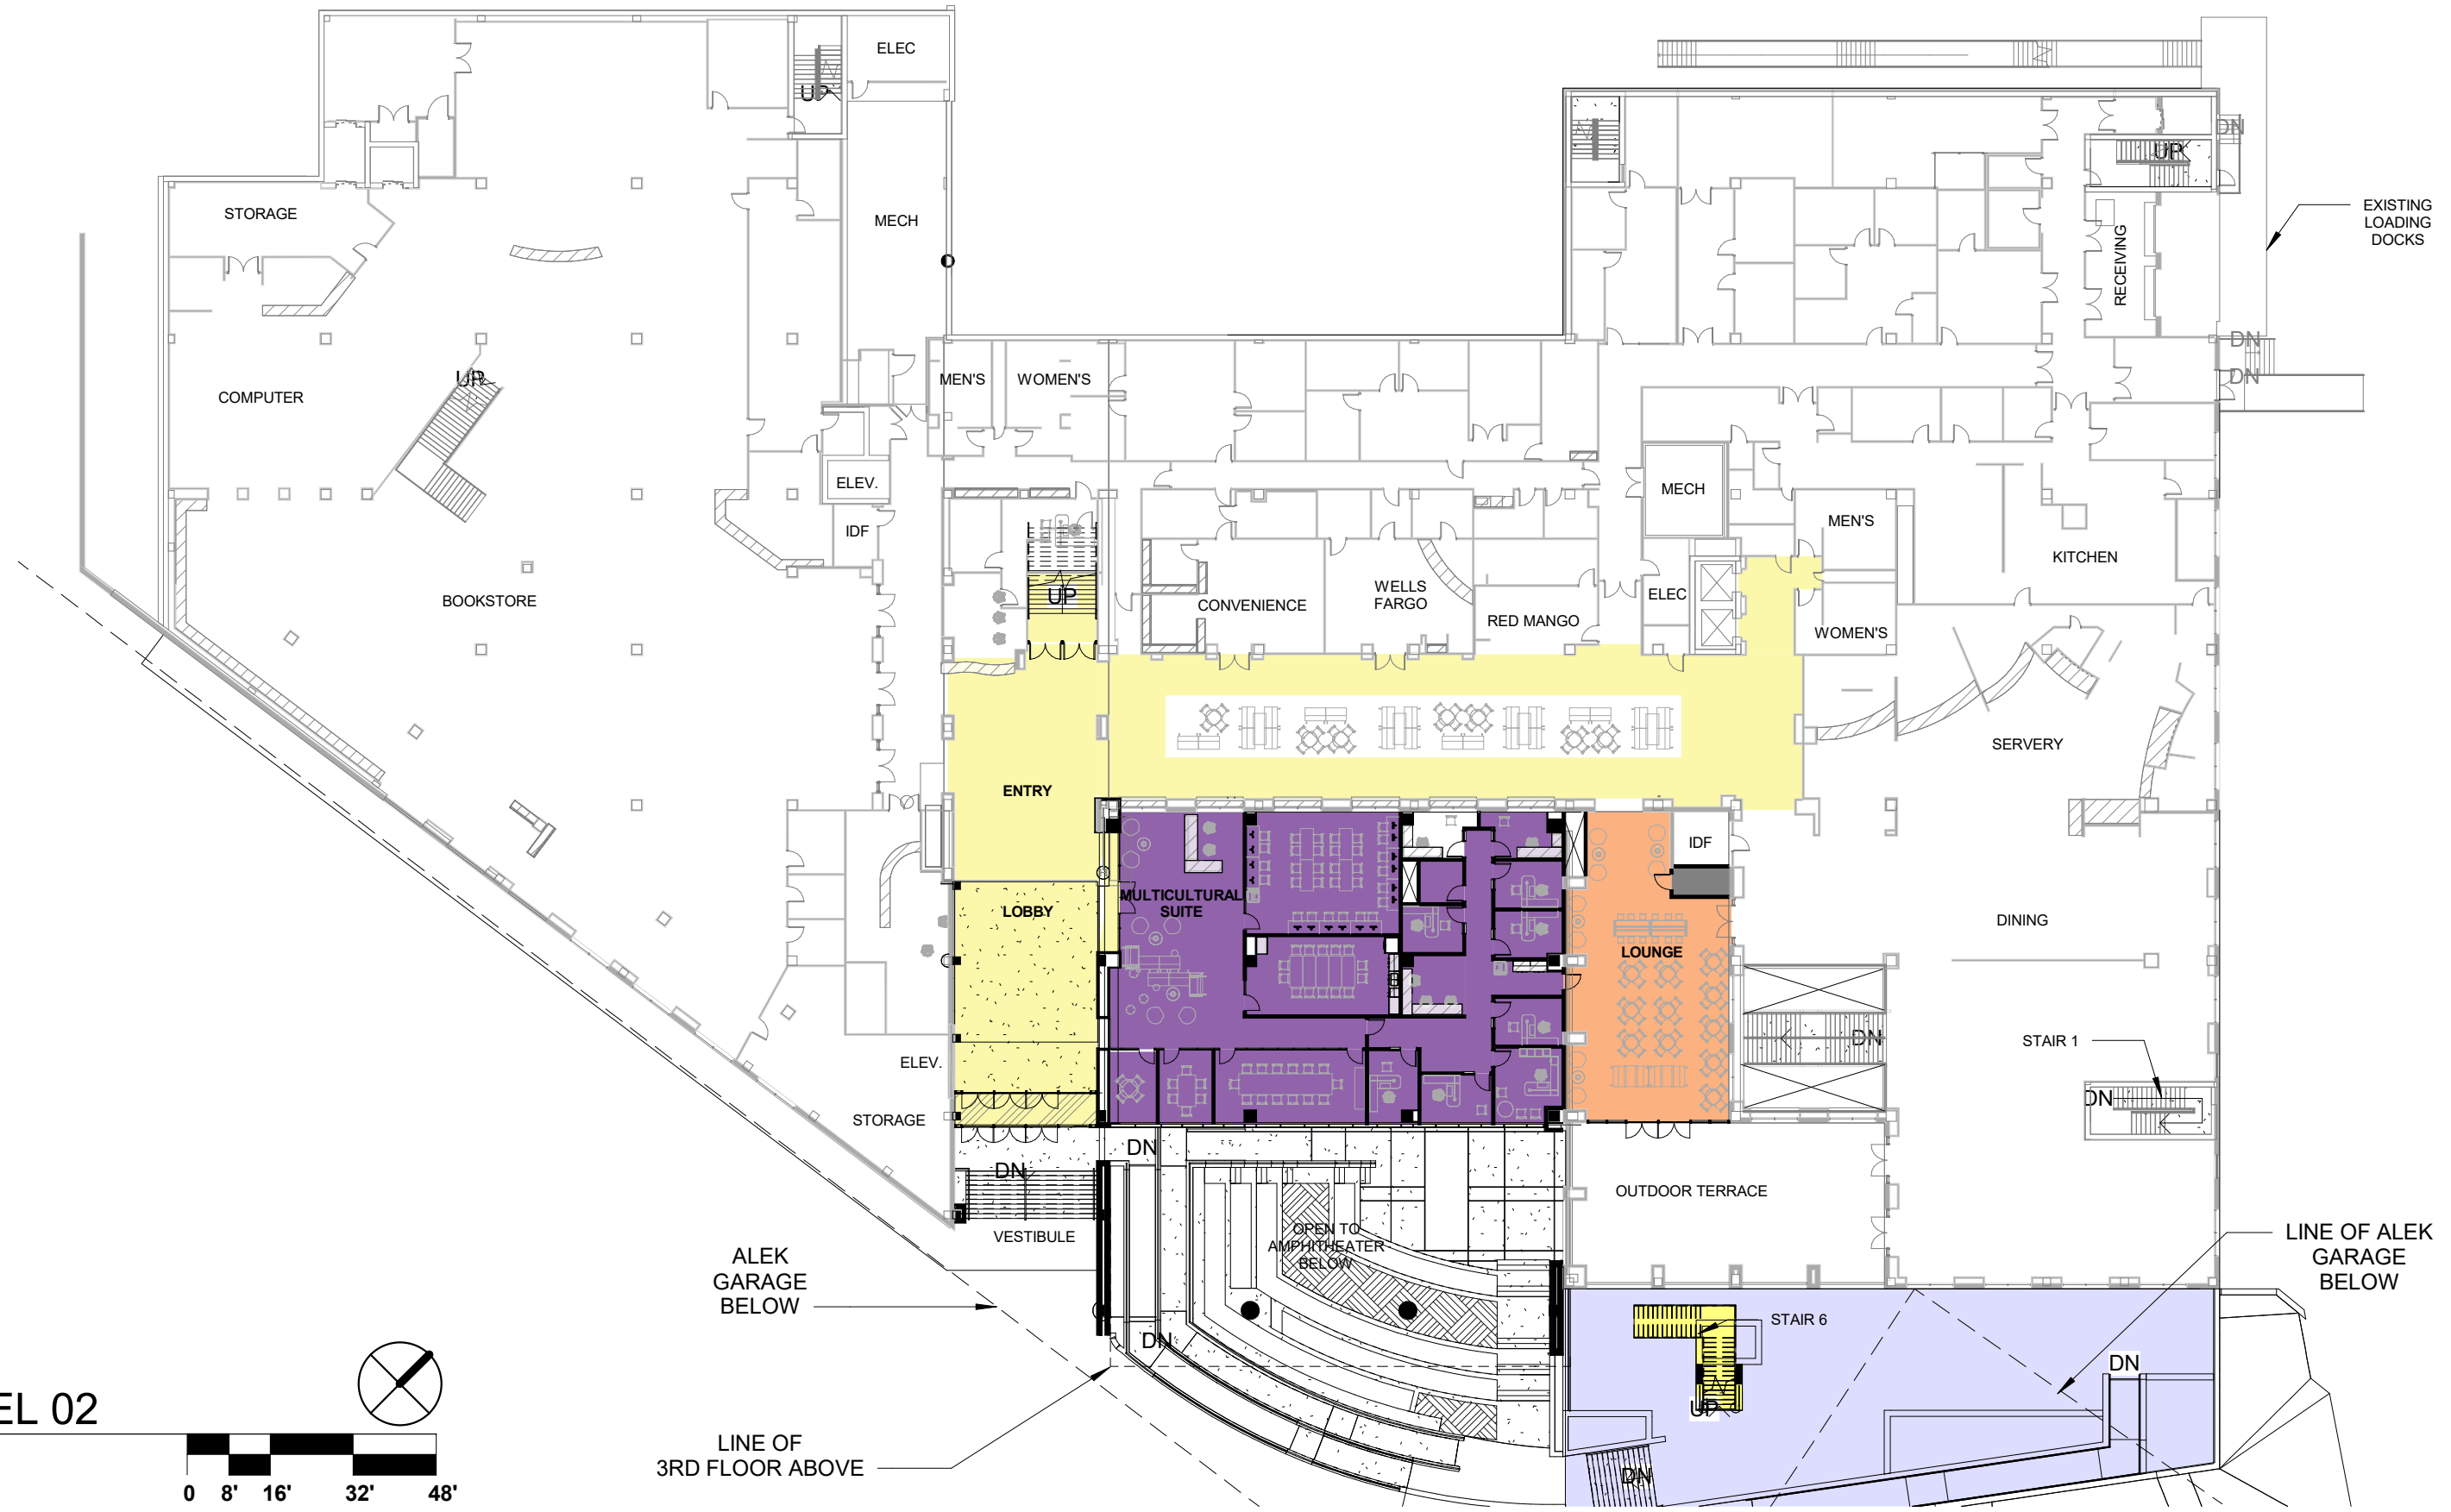 ELEC
UP
DN
UP
STORAGE
MECH
RECEIVING
EXISTING
LOADING
DOCKS
DN
DN
COMPUTER
UP
MEN'S
WOMEN'S
ELEV.
IDF
MECH
MEN'S
KITCHEN
BOOKSTORE
UP
CONVENIENCE
WELLS
FARGO
RED MANGO
ELEC
WOMEN'S
SERVERY
ENTRY
IDF
MULTICULTURAL
SUITE
LOBBY
LOUNGE
DINING
DN
STAIR 1
DN
ELEV.
STORAGE
DN
DN
VESTIBULE
OPEN TO
AMPHITHEATER
BELOW
OUTDOOR TERRACE
ALEK
GARAGE
BELOW
LINE OF ALEK
GARAGE
BELOW
STAIR 6
DN
DN
UP
DN
EL 02
LINE OF
3RD FLOOR ABOVE
0 8' 16' 32' 48'